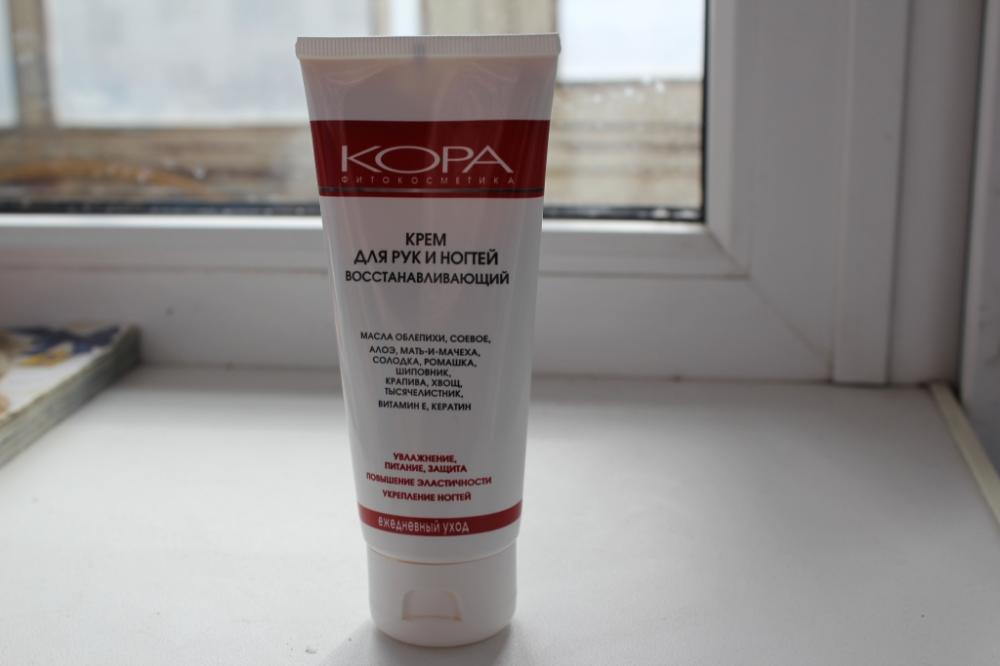 КОРА
ФИТОКОСМЕТИКА
КРЕМ
ДЛЯ РУК И НОГТЕЙ
ВОССТАНАВЛИВАЮЩИЙ
МАСЛА ОБЛЕПИХИ, СОЕВОЕ,
АЛОЭ, МАТЬ-И-МАЧЕХА,
СОЛОДКА, РОМАШКА,
ШИПОВНИК,
КРАПИВА, ХВОЩ,
ТЫСЯЧЕЛИСТНИК,
ВИТАМИН Е, КЕРАТИН
УВЛАЖНЕНИЕ,
ПИТАНИЕ, ЗАЩИТА
ПОВЫШЕНИЕ ЭЛАСТИЧНОСТИ
УКРЕПЛЕНИЕ НОГТЕЙ
ежедневный уход